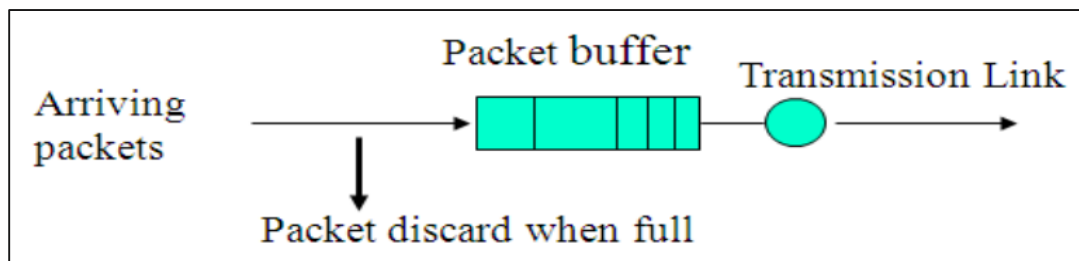 Packet buffer
Transmission Link
Arriving
packets
Packet discard when full